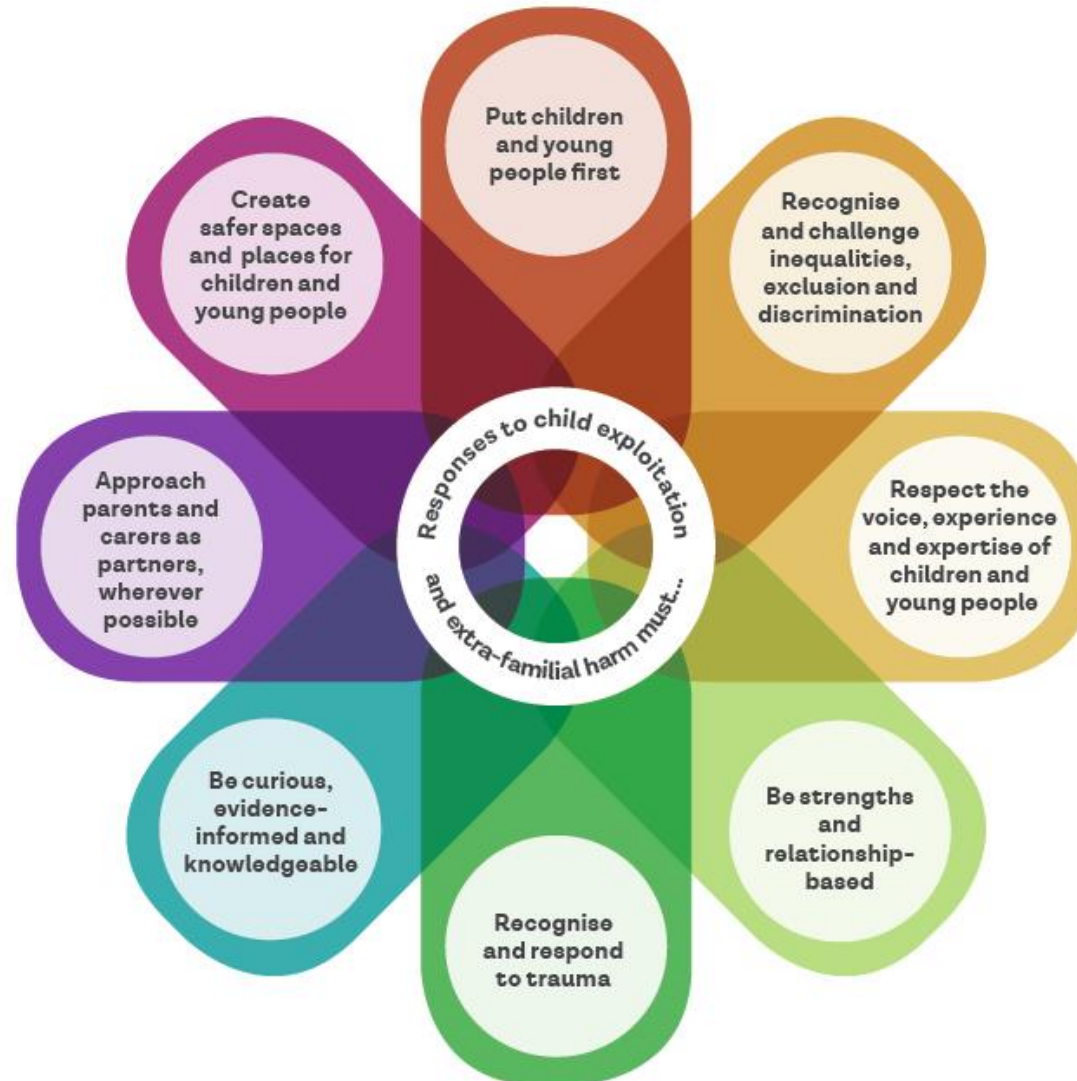 Put children
and young
people first
Recognise
and challenge
inequalities,
exclusion and
discrimination
Respect the
voice, experience
and expertise of
children and
young people
Be strengths
and
relationship-
based
Recognise
and respond
to trauma
Be curious,
evidence-
informed and
knowledgeable
Approach
parents and
carers as
partners,
wherever
possible
Create
safer spaces
and places for
children and
young people
Responses to child exploitation
and extra-familial harm must...